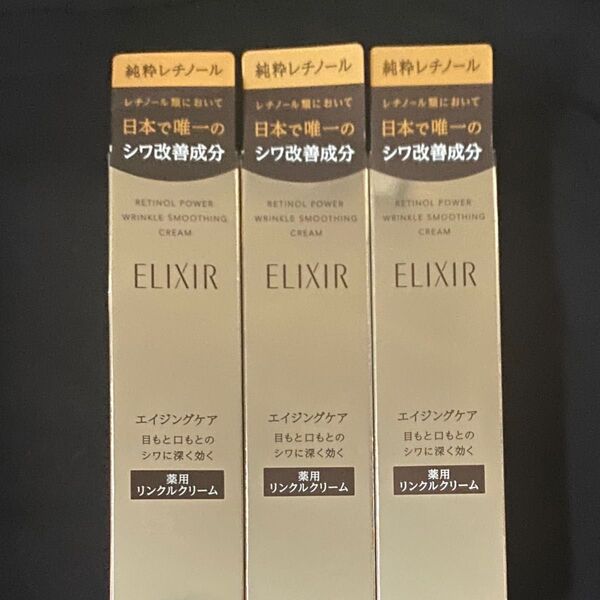 純粋レチノール
レチノール類において
日本で唯一の
シワ改善成分
RETINOL POWER
WRINKLE SMOOTHING
CREAM
ELIXIR
エイジングケア
目もと口もとの
シワに深く効く
薬用
リンクルクリーム
純粋レチノール
レチノール類において
日本で唯一の
シワ改善成分
RETINOL POWER
WRINKLE SMOOTHING
CREAM
ELIXIR
エイジングケア
目もと口もとの
シワに深く効く
薬用
リンクルクリーム
純粋レチノール
レチノール類において
日本で唯一の
シワ改善成分
RETINOL POWER
WRINKLE SMOOTHING
CREAM
ELIXIR
エイジングケア
目もと口もとの
シワに深く効く
薬用
リンクルクリーム